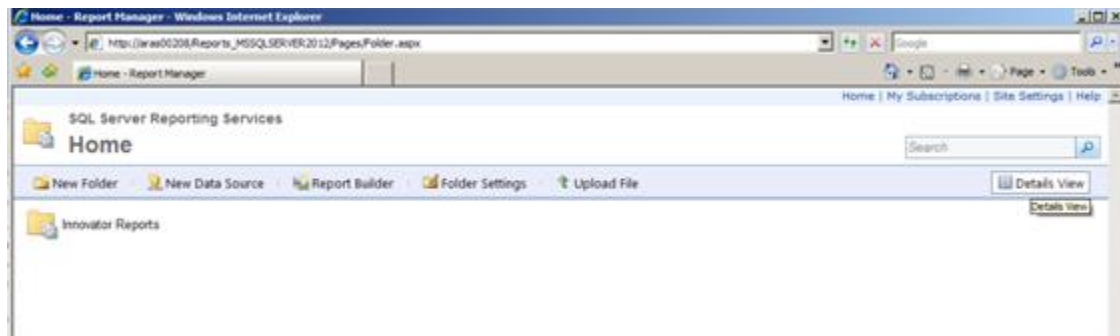 Home - Report Manager - Windows Internet Explorer
http://aras00208/Reports_MSSQLSERVER2012/Pages/Folder.aspx
Google
Home - Report Manager
Page
Tools
Home | My Subscriptions | Site Settings | Help
SQL Server Reporting Services
Home
Search
New Folder
New Data Source
Report Builder
Folder Settings
Upload File
Details View
Details View
Innovator Reports